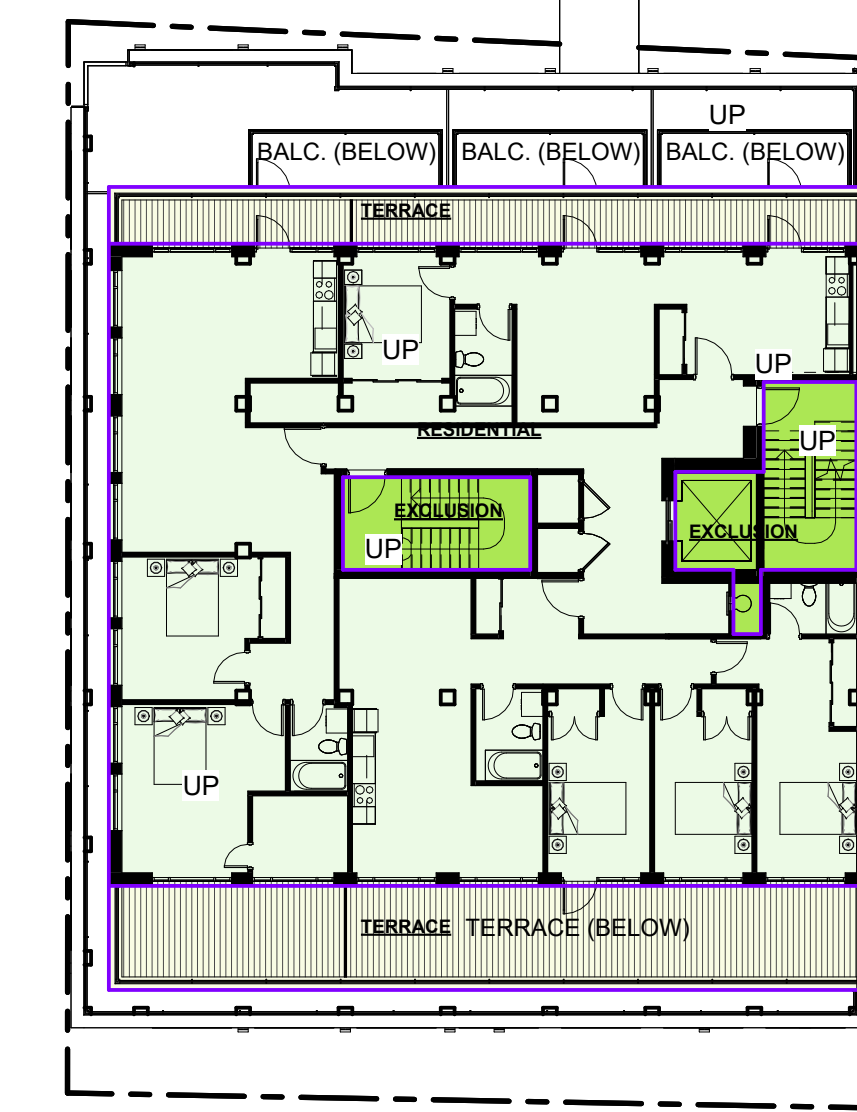 UP
BALC. (BELOW) BALC. (BELOW) BALC. (BELOW)
TERRACE
UP
UP
RESIDENTIAL
UP
EXCLUSION
EXCLUSION
UP
UP
TERRACE TERRACE (BELOW)